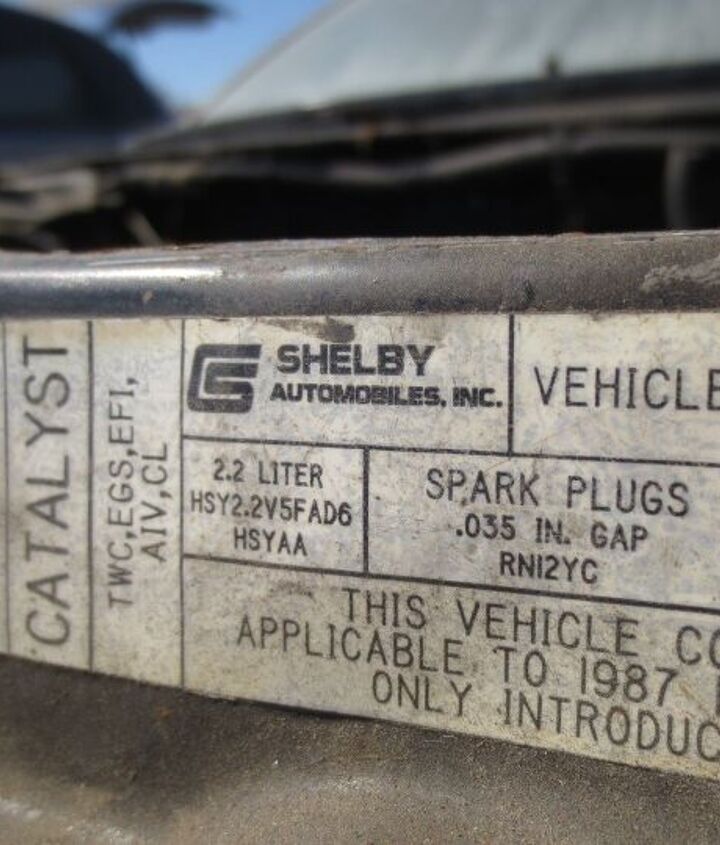 CATALYST
TWC,EGS,EFI,
AIV,CL
SHELBY
AUTOMOBILES, INC.
VEHICLE
2.2 LITER
HSY2.2V5FAD6
HSYAA
SPARK PLUGS
.035 IN. GAP
RN12YC
THIS VEHICLE CO
APPLICABLE TO 1987
ONLY INTRODUC